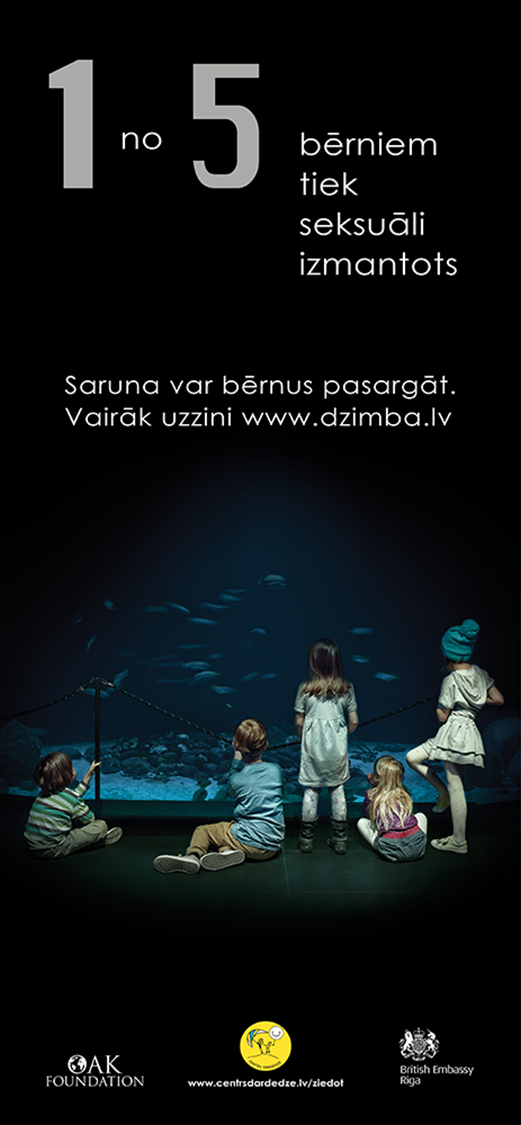 1 no 5 bērniem
tiek
seksuāli
izmantots
Saruna var bērnus pasargāt.
Vairāk uzzini www.dzimba.lv
OAK
FOUNDATION
www.centrsdardedze.lv/ziedot
British Embassy
Riga